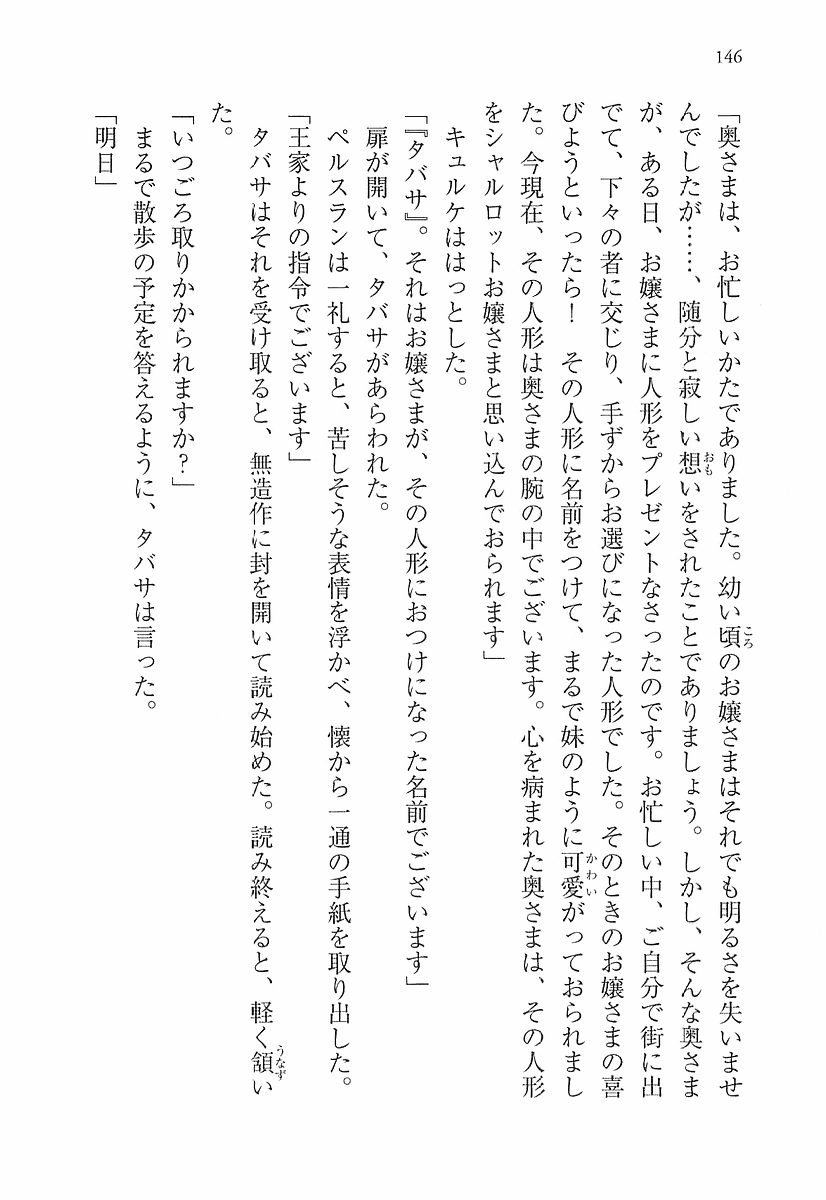 146
「奥さまは、お忙しいかたでありました。幼い頃のお嬢さまはそれでも明るさを失いませ
んでしたが……、随分と寂しい想いをされたことでありましょう。しかし、そんな奥さま
が、ある日、お嬢さまに人形をプレゼントなさったのです。お忙しい中、ご自分で街に出
でて、下々の者に交じり、手ずからお選びになった人形でした。そのときのお嬢さまの喜
びようといったら！　その人形に名前をつけて、まるで妹のように可愛がっておられまし
た。今現在、その人形は奥さまの腕の中でございます。心を病まれた奥さまは、その人形
をシャルロットお嬢さまと思い込んでおられます」
キュルケははっとした。
「『タバサ』。それはお嬢さまが、その人形におつけになった名前でございます」
扉が開いて、タバサがあらわれた。
ペルスランは一礼すると、苦しそうな表情を浮かべ、懐から一通の手紙を取り出した。
「王家よりの指令でございます」
タバサはそれを受け取ると、無造作に封を開いて読み始めた。読み終えると、軽く頷い
た。
「いつごろ取りかかられますか？」
まるで散歩の予定を答えるように、タバサは言った。
「明日」